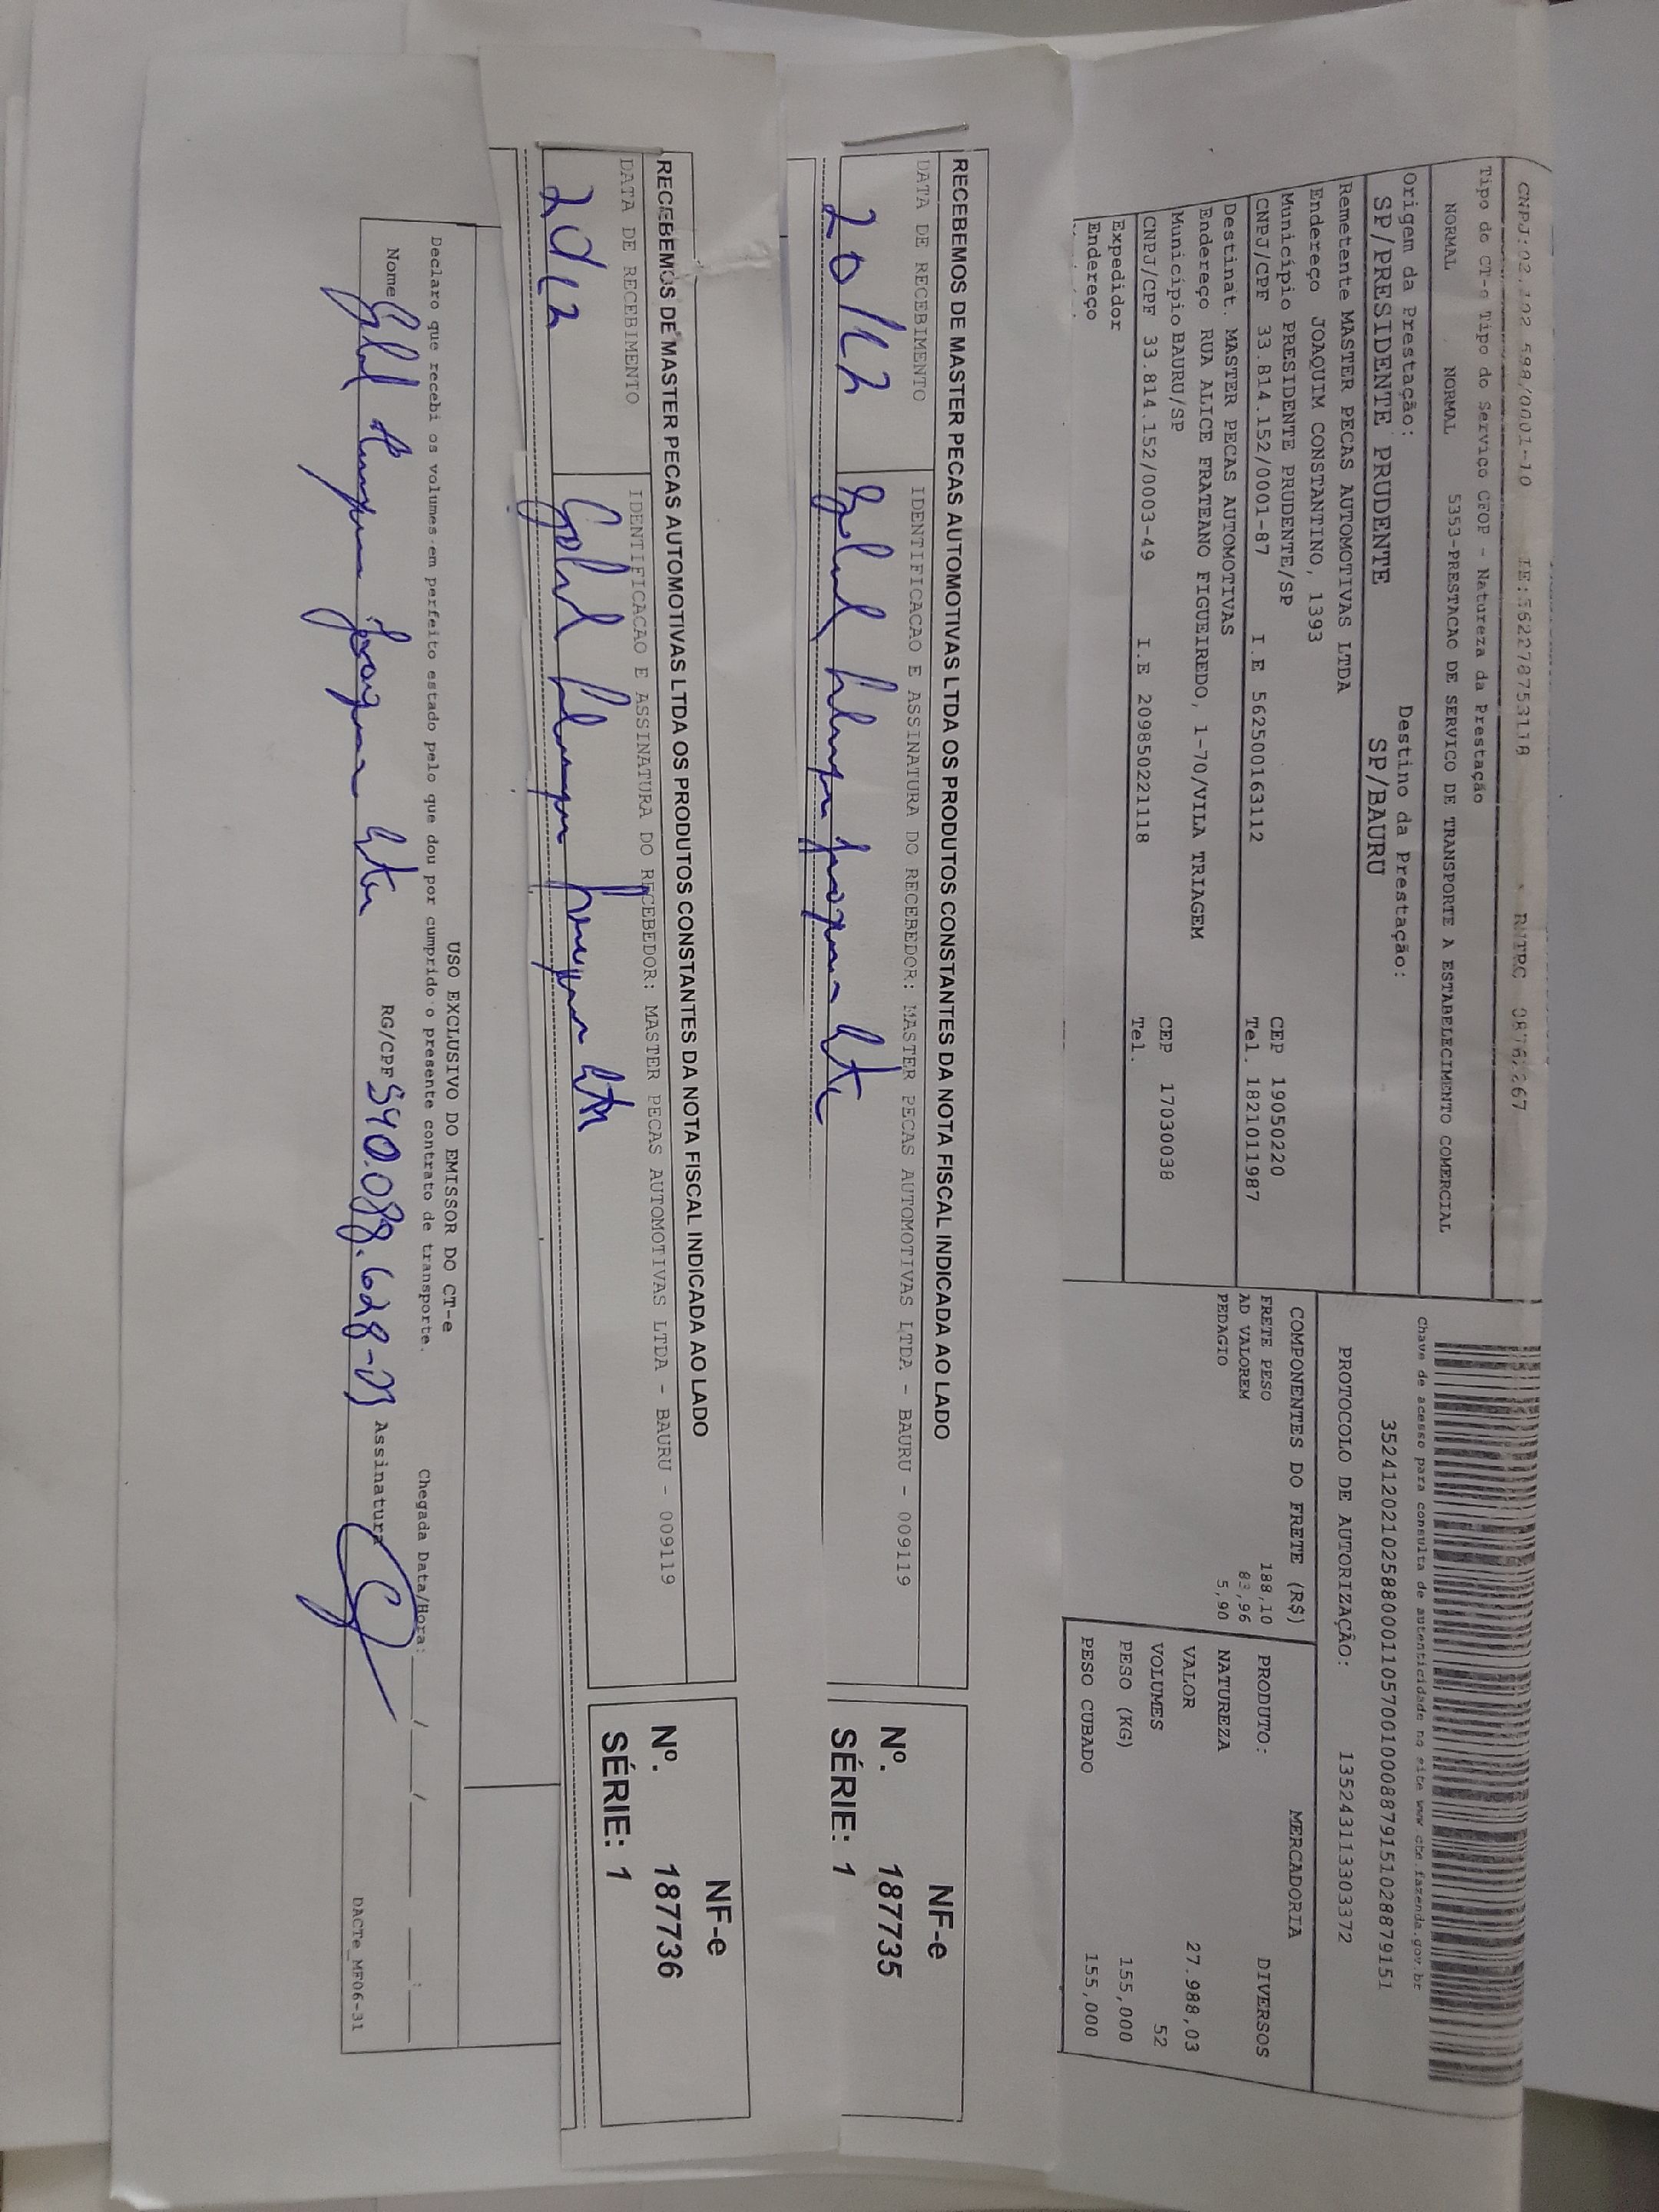 CNPJ:02.102.588/0001-10 IE:562278753118 RNTRC
Tipo do CT-e Tipo do Serviço CFOP - Natureza da Prestação
NORMAL NORMAL 5353-PRESTACAO DE SERVICO DE TRANSPORTE A ESTABELECIMENTO COMERCIAL
Origem da Prestação: Destino da Prestação:
SP/PRESIDENTE PRUDENTE SP/BAURU
Remetente MASTER PECAS AUTOMOTIVAS LTDA
Endereço JOAQUIM CONSTANTINO, 1393
Município PRESIDENTE PRUDENTE/SP CEP 19050220
CNPJ/CPF 33.814.152/0001-87 I.E 562500163112 Tel. 1821011987
Destinat. MASTER PECAS AUTOMOTIVAS
Endereço RUA ALICE FRATEANO FIGUEIREDO, 1-70/VILA TRIAGEM
Município BAURU/SP CEP 17030038
CNPJ/CPF 33.814.152/0003-49 I.E 209850221118 Tel.
Expedidor
Endereço
Chave de acesso para consulta de autenticidade no site www.cte.fazenda.gov.br
35241202102588000110570010008879151028879151
PROTOCOLO DE AUTORIZAÇÃO: 135243113303372
COMPONENTES DO FRETE (R$)
FRETE PESO 188,10
AD VALOREM 83,96
PEDAGIO 5,90
MERCADORIA
PRODUTO: DIVERSOS
NATUREZA
VALOR 27.988,03
VOLUMES 52
PESO (KG) 155,000
PESO CUBADO 155,000
RECEBEMOS DE MASTER PECAS AUTOMOTIVAS LTDA OS PRODUTOS CONSTANTES DA NOTA FISCAL INDICADA AO LADO
DATA DE RECEBIMENTO IDENTIFICACAO E ASSINATURA DO RECEBEDOR: MASTER PECAS AUTOMOTIVAS LTDA - BAURU - 009119
20/12
NF-e
Nº. 187735
SÉRIE: 1
RECEBEMOS DE MASTER PECAS AUTOMOTIVAS LTDA OS PRODUTOS CONSTANTES DA NOTA FISCAL INDICADA AO LADO
DATA DE RECEBIMENTO IDENTIFICACAO E ASSINATURA DO RECEBEDOR: MASTER PECAS AUTOMOTIVAS LTDA - BAURU - 009119
20/12
NF-e
Nº. 187736
SÉRIE: 1
USO EXCLUSIVO DO EMISSOR DO CT-e
Declaro que recebi os volumes em perfeito estado pelo que dou por cumprido o presente contrato de transporte. Chegada Data/Hora: / / :
Nome RG/CPF Assinatura
DACTe_MF06-31